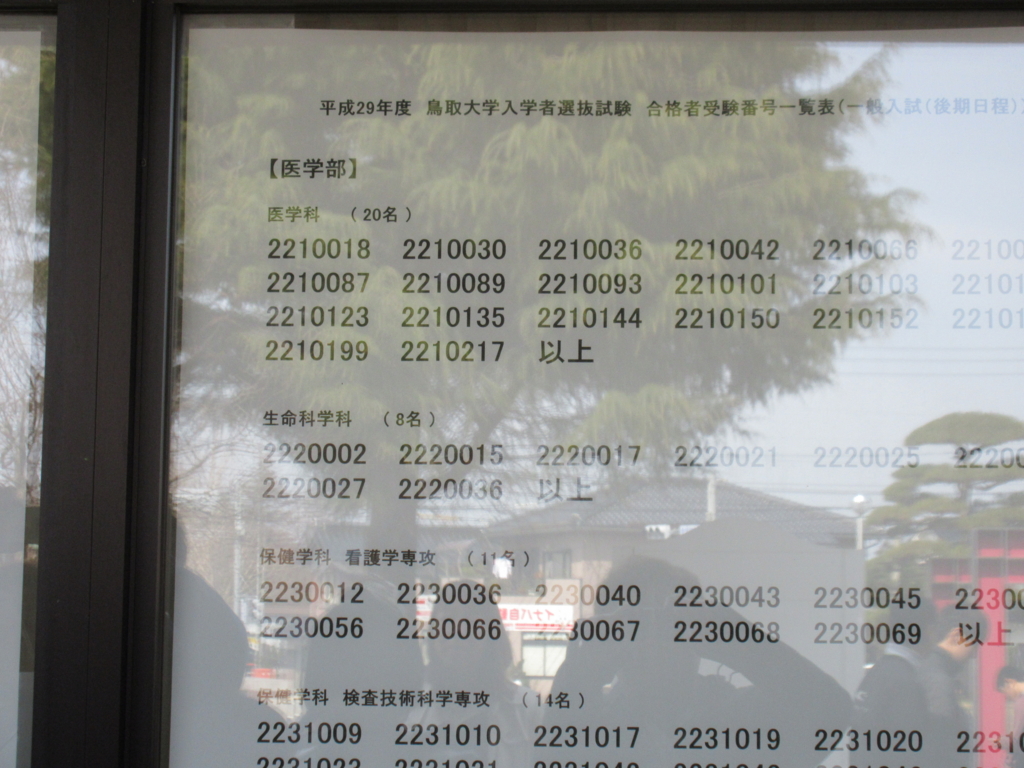 平成29年度 鳥取大学入学者選抜試験 合格者受験番号一覧表(一般入試(後期日程)
【医学部】
医学科 (20名)
2210018 2210030 2210036 2210042 2210066
2210087 2210089 2210093 2210101 2210103
2210123 2210135 2210144 2210150 2210152
2210199 2210217 以上
生命科学科 (8名)
2220002 2220015 2220017 2220021 2220025
2220027 2220036 以上
保健学科 看護学専攻 (11名)
2230012 2230036 2230040 2230043 2230045
2230056 2230066 2230067 2230068 2230069 以上
保健学科 検査技術科学専攻 (14名)
2231009 2231010 2231017 2231019 2231020